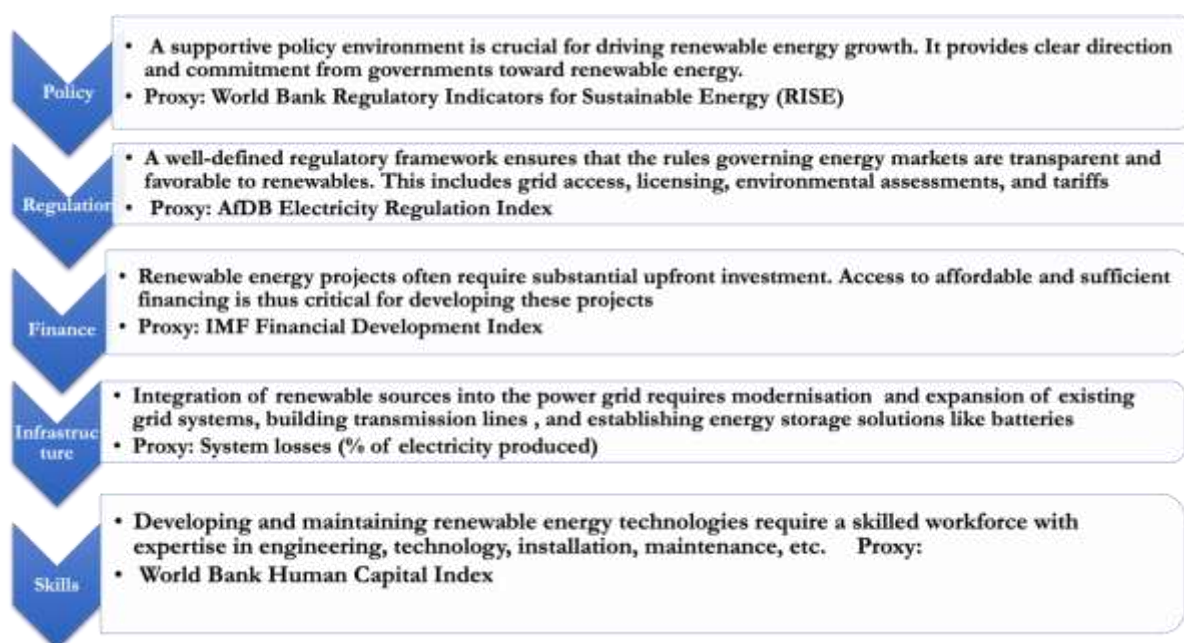 Policy
• A supportive policy environment is crucial for driving renewable energy growth. It provides clear direction
and commitment from governments toward renewable energy.
• Proxy: World Bank Regulatory Indicators for Sustainable Energy (RISE)
Regulation
• A well-defined regulatory framework ensures that the rules governing energy markets are transparent and
favorable to renewables. This includes grid access, licensing, environmental assessments, and tariffs
• Proxy: AfDB Electricity Regulation Index
Finance
• Renewable energy projects often require substantial upfront investment. Access to affordable and sufficient
financing is thus critical for developing these projects
• Proxy: IMF Financial Development Index
Infrastruc
ture
• Integration of renewable sources into the power grid requires modernisation and expansion of existing
grid systems, building transmission lines , and establishing energy storage solutions like batteries
• Proxy: System losses (% of electricity produced)
Skills
• Developing and maintaining renewable energy technologies require a skilled workforce with
expertise in engineering, technology, installation, maintenance, etc. Proxy:
• World Bank Human Capital Index